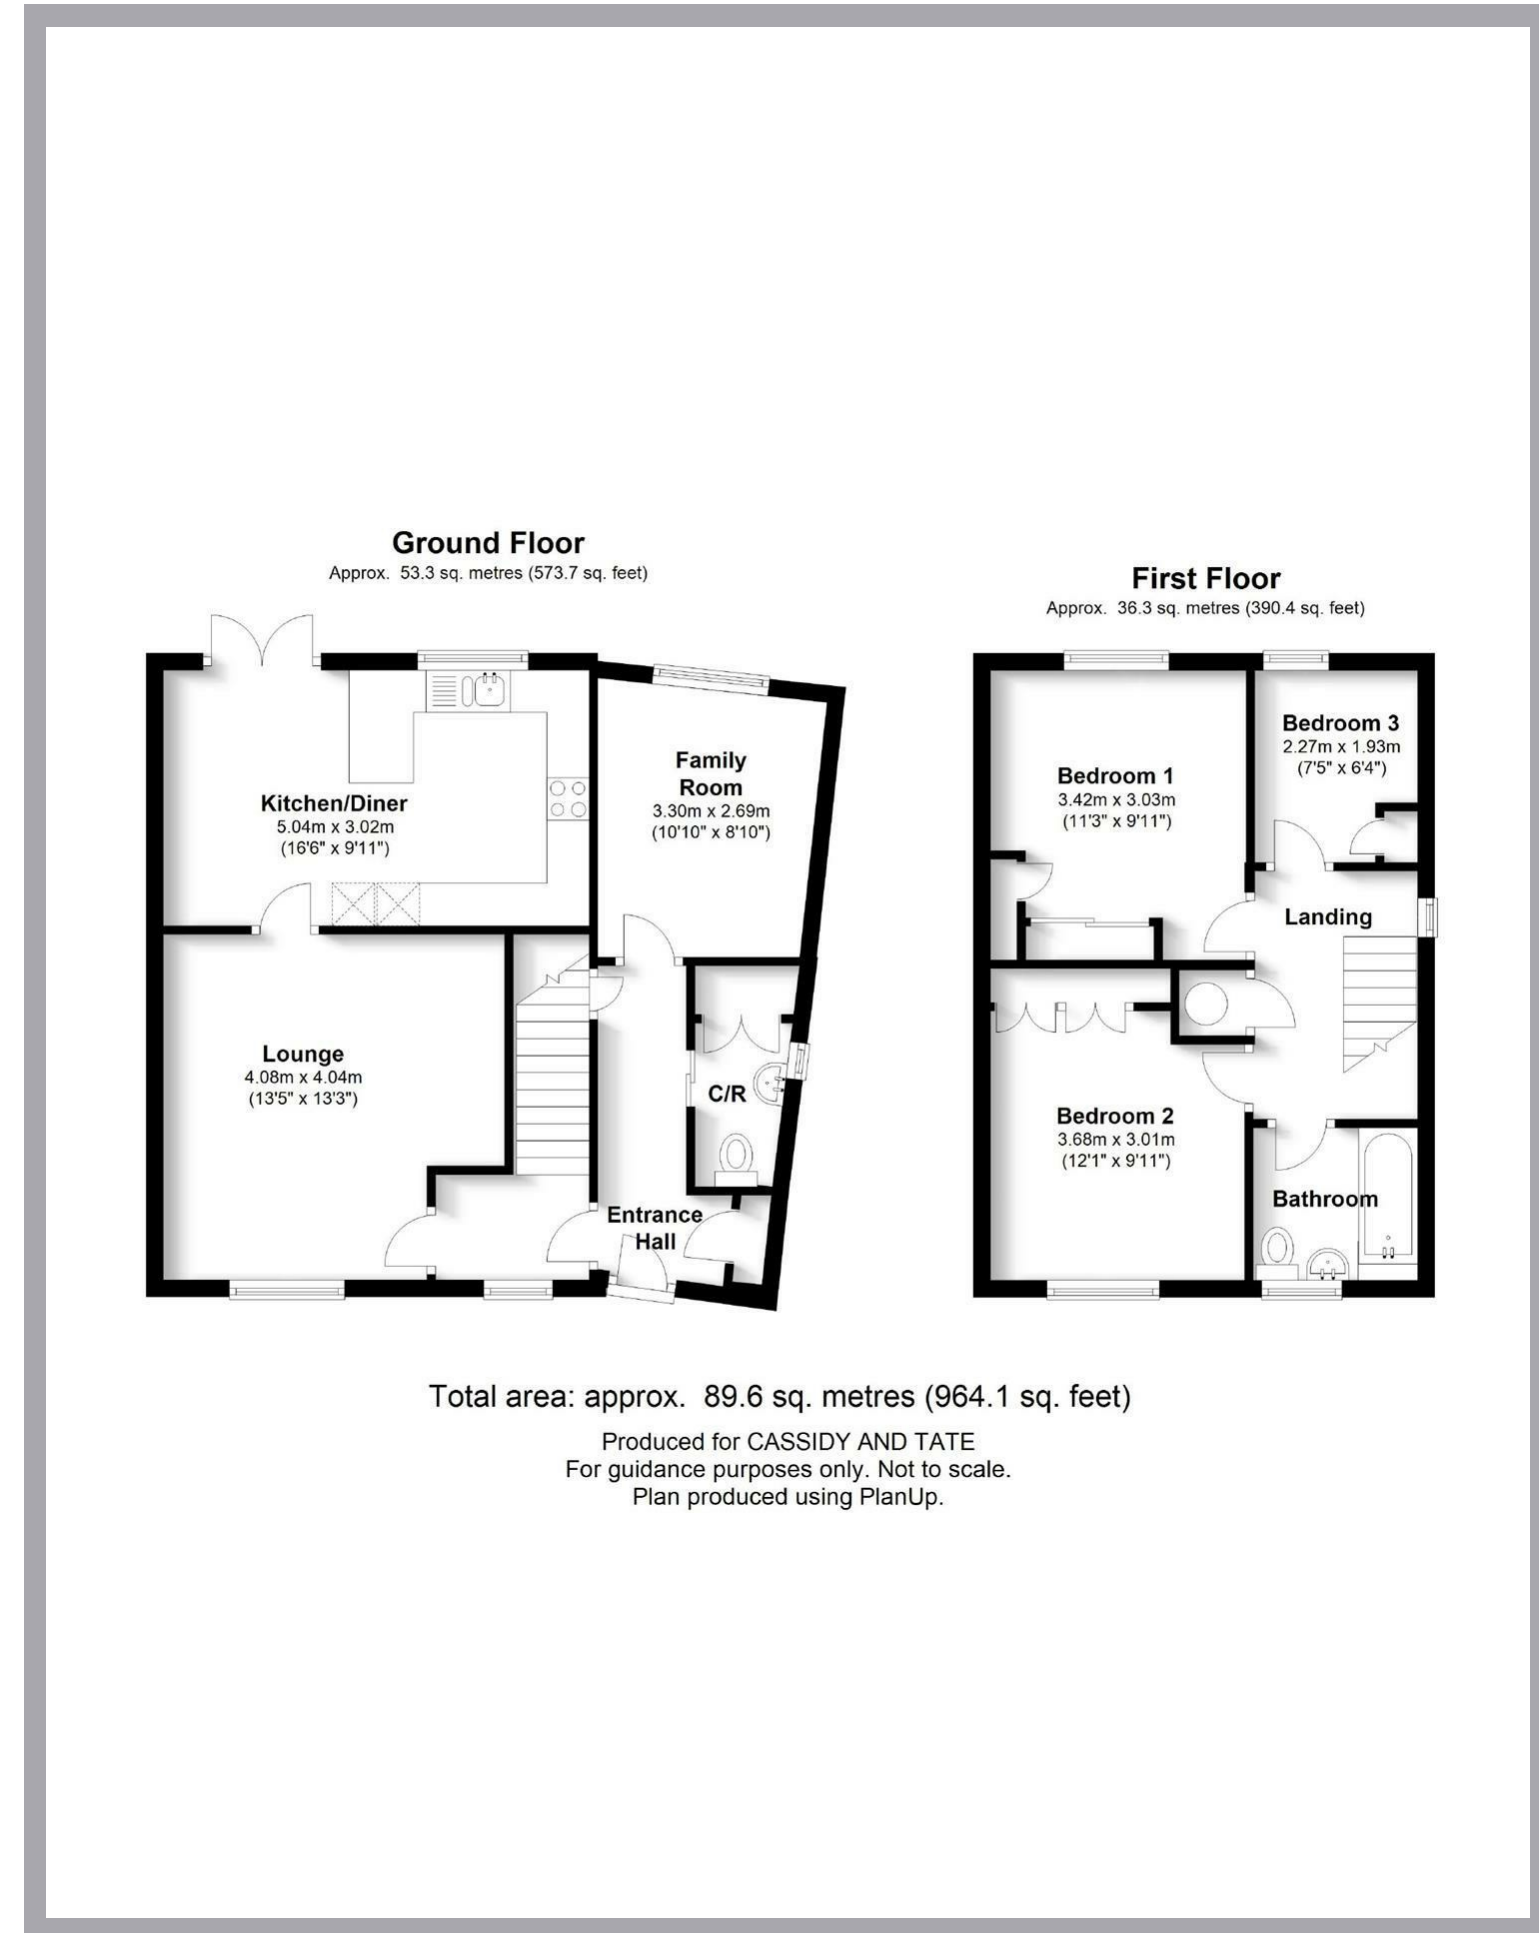 Ground Floor
Approx.  53.3 sq. metres (573.7 sq. feet)
Kitchen/Diner
5.04m x 3.02m
(16'6" x 9'11")
Family
Room
3.30m x 2.69m
(10'10" x 8'10")
Lounge
4.08m x 4.04m
(13'5" x 13'3")
C/R
Entrance
Hall
First Floor
Approx.  36.3 sq. metres (390.4 sq. feet)
Bedroom 3
2.27m x 1.93m
(7'5" x 6'4")
Bedroom 1
3.42m x 3.03m
(11'3" x 9'11")
Landing
Bedroom 2
3.68m x 3.01m
(12'1" x 9'11")
Bathroom
Total area: approx.  89.6 sq. metres (964.1 sq. feet)
Produced for CASSIDY AND TATE
For guidance purposes only. Not to scale.
Plan produced using PlanUp.